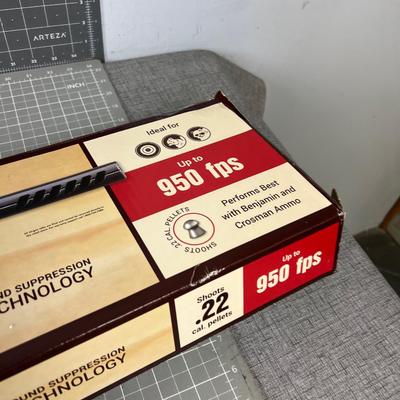 ARTEZA
INCH
Ideal for
Up to
950 fps
SHOOTS .22 CAL PELLETS
Performs Best
with Benjamin and
Crosman Ammo
OUND SUPPRESSION
CHNOLOGY
Shoots
.22
cal. pellets
Up to
950 fps
OUND SUPPRESSION
CHNOLOGY